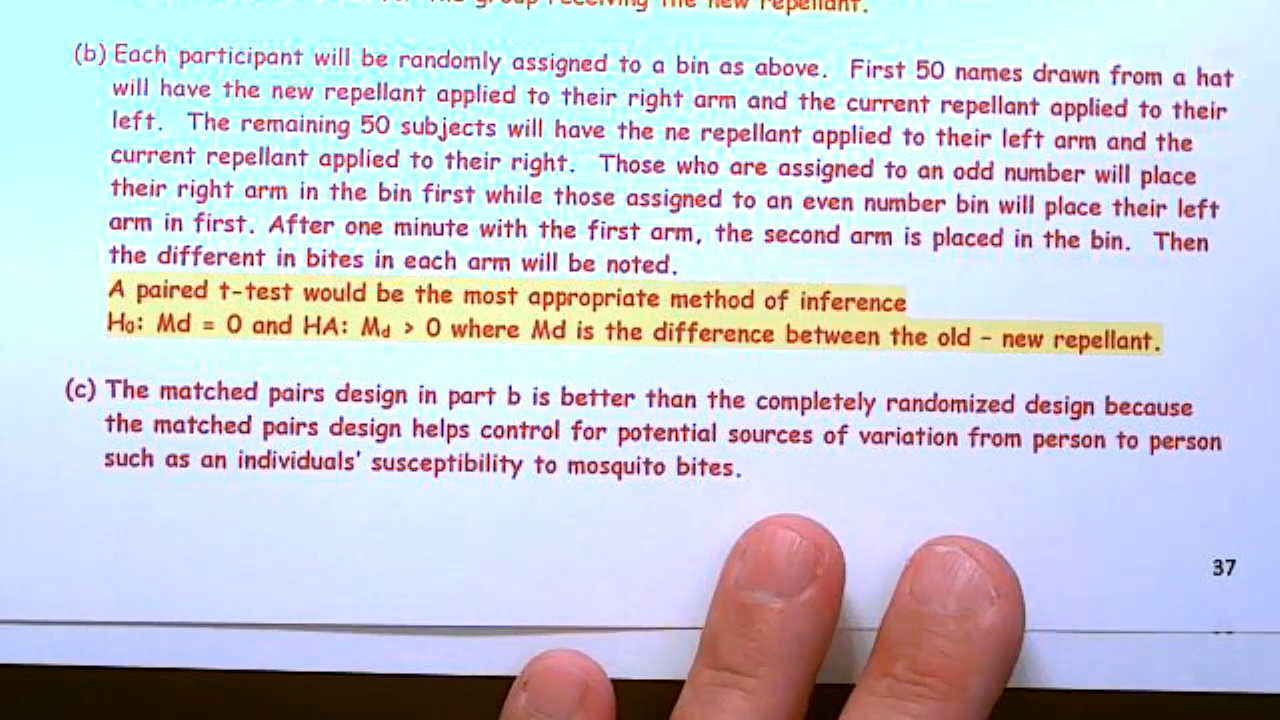 the group receiving the new repellant.
(b) Each participant will be randomly assigned to a bin as above. First 50 names drawn from a hat
will have the new repellant applied to their right arm and the current repellant applied to their
left. The remaining 50 subjects will have the ne repellant applied to their left arm and the
current repellant applied to their right. Those who are assigned to an odd number will place
their right arm in the bin first while those assigned to an even number bin will place their left
arm in first. After one minute with the first arm, the second arm is placed in the bin. Then
the different in bites in each arm will be noted.
A paired t-test would be the most appropriate method of inference
H₀: Md = 0 and HA: Md > 0 where Md is the difference between the old - new repellant.
(c) The matched pairs design in part b is better than the completely randomized design because
the matched pairs design helps control for potential sources of variation from person to person
such as an individuals' susceptibility to mosquito bites.
37